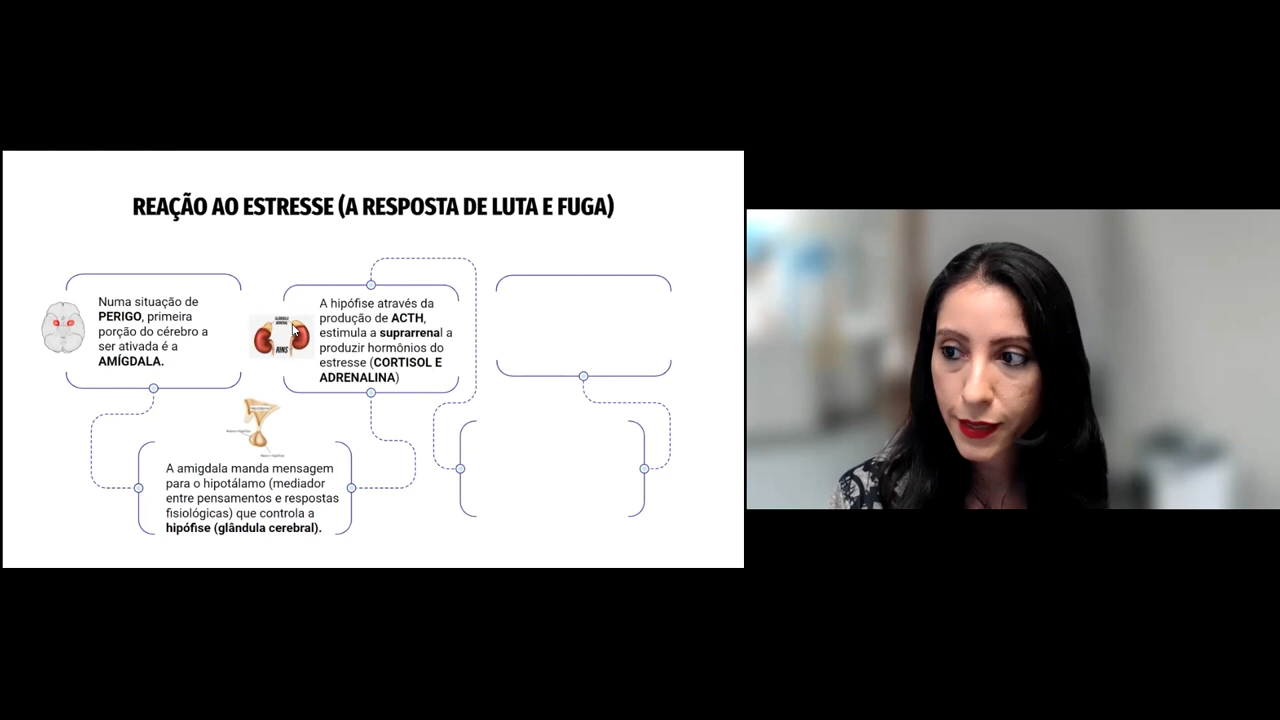 REAÇÃO AO ESTRESSE (A RESPOSTA DE LUTA E FUGA)
Numa situação de
PERIGO, primeira
porção do cérebro a
ser ativada é a
AMÍGDALA.
A amigdala manda mensagem
para o hipotálamo (mediador
entre pensamentos e respostas
fisiológicas) que controla a
hipófise (glândula cerebral).
GLÂNDULA
ADRENAL
RINS
A hipófise através da
produção de ACTH,
estimula a suprarrenal a
produzir hormônios do
estresse (CORTISOL E
ADRENALINA)